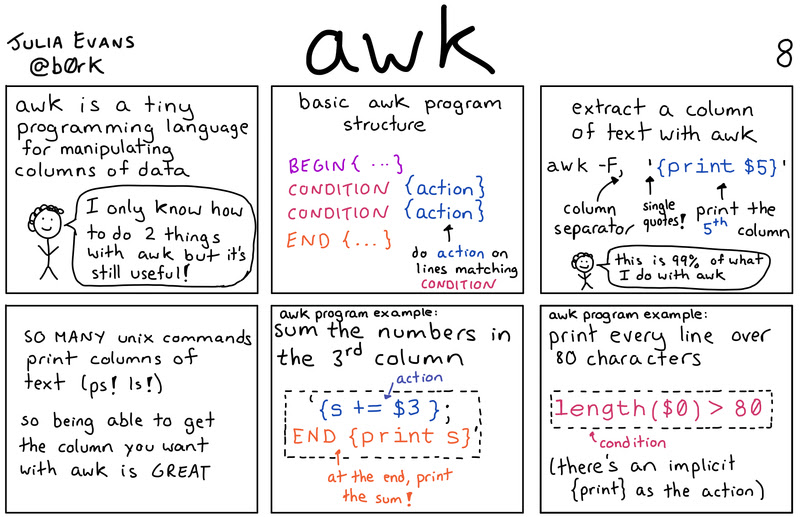 JULIA EVANS
@b0rk
awk
8
awk is a tiny
programming language
for manipulating
columns of data
I only know how
to do 2 things
with awk but it's
still useful!
basic awk program
structure
BEGIN{ ...}
CONDITION {action}
CONDITION {action}
END {...}
do action on
lines matching
CONDITION
extract a column
of text with awk
awk -F, '{print $5}'
column
separator
single
quotes!
print the
5th column
this is 99% of what
I do with awk
SO MANY unix commands
print columns of
text (ps! ls!)
so being able to get
the column you want
with awk is GREAT
awk program example:
sum the numbers in
the 3rd column
action
'{s += $3 };
END {print s}'
at the end, print
the sum!
awk program example:
print every line over
80 characters
length($0) > 80
condition
(there's an implicit
{print} as the action)